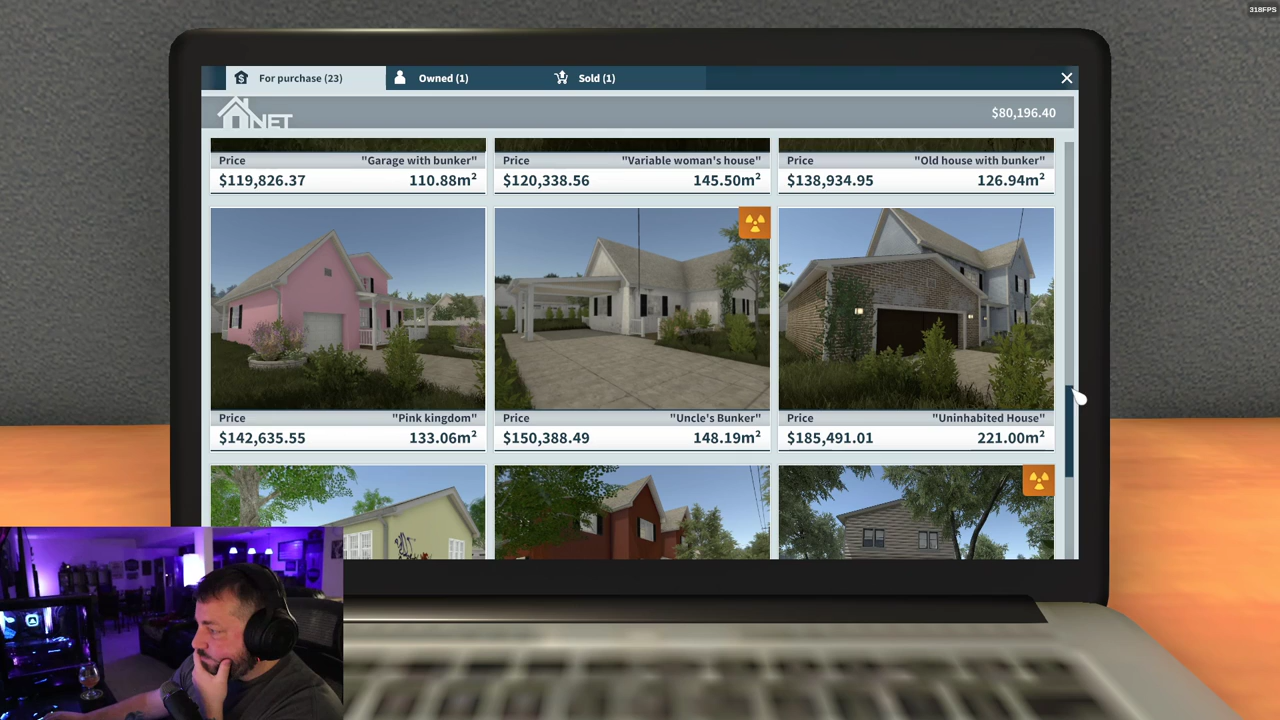 318FPS
For purchase (23)
Owned (1)
Sold (1)
NET
$80,196.40
Price "Garage with bunker"
$119,826.37 110.88m²
Price "Variable woman's house"
$120,338.56 145.50m²
Price "Old house with bunker"
$138,934.95 126.94m²
Price "Pink kingdom"
$142,635.55 133.06m²
Price "Uncle's Bunker"
$150,388.49 148.19m²
Price "Uninhabited House"
$185,491.01 221.00m²